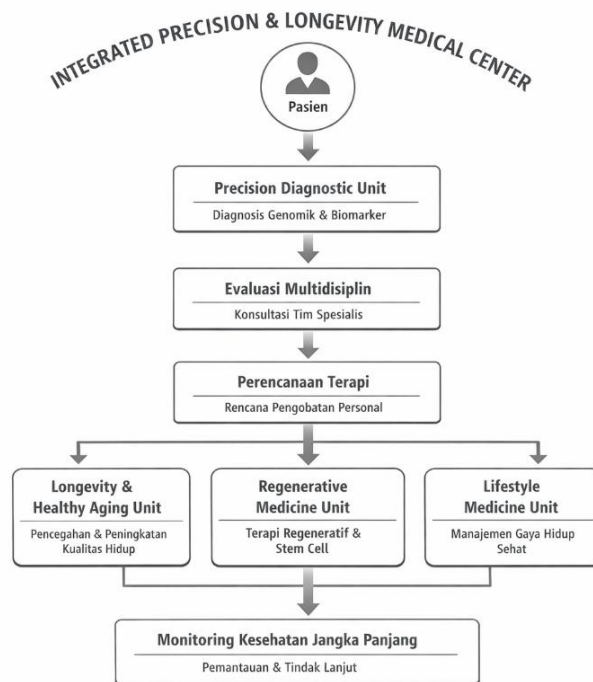 INTEGRATED PRECISION & LONGEVITY MEDICAL CENTER
Pasien
Precision Diagnostic Unit
Diagnosis Genomik & Biomarker
Evaluasi Multidisiplin
Konsultasi Tim Spesialis
Perencanaan Terapi
Rencana Pengobatan Personal
Longevity &
Healthy Aging Unit
Pencegahan & Peningkatan
Kualitas Hidup
Regenerative
Medicine Unit
Terapi Regeneratif &
Stem Cell
Lifestyle
Medicine Unit
Manajemen Gaya Hidup
Sehat
Monitoring Kesehatan Jangka Panjang
Pemantauan & Tindak Lanjut